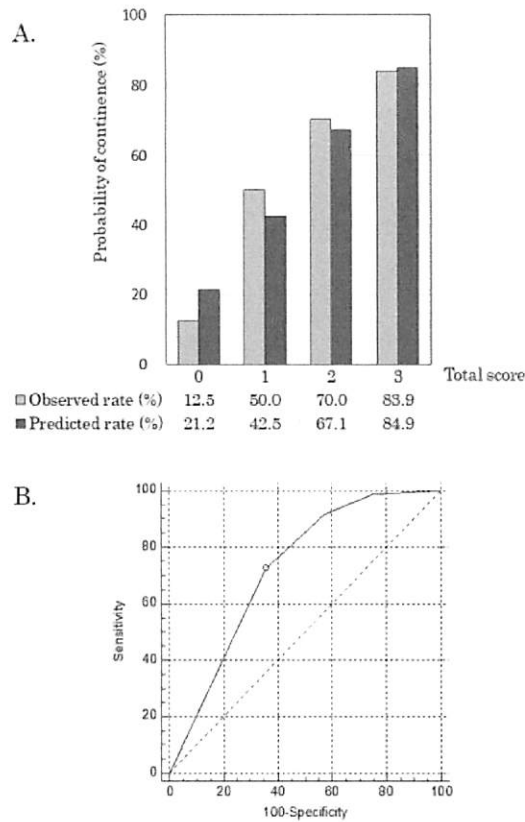 A.
Probability of continence (%)
100
80
60
40
20
0
0 1 2 3 Total score
Observed rate (%) 12.5 50.0 70.0 83.9
Predicted rate (%) 21.2 42.5 67.1 84.9
B.
Sensitivity
100
80
60
40
20
0
0 20 40 60 80 100
100-Specificity